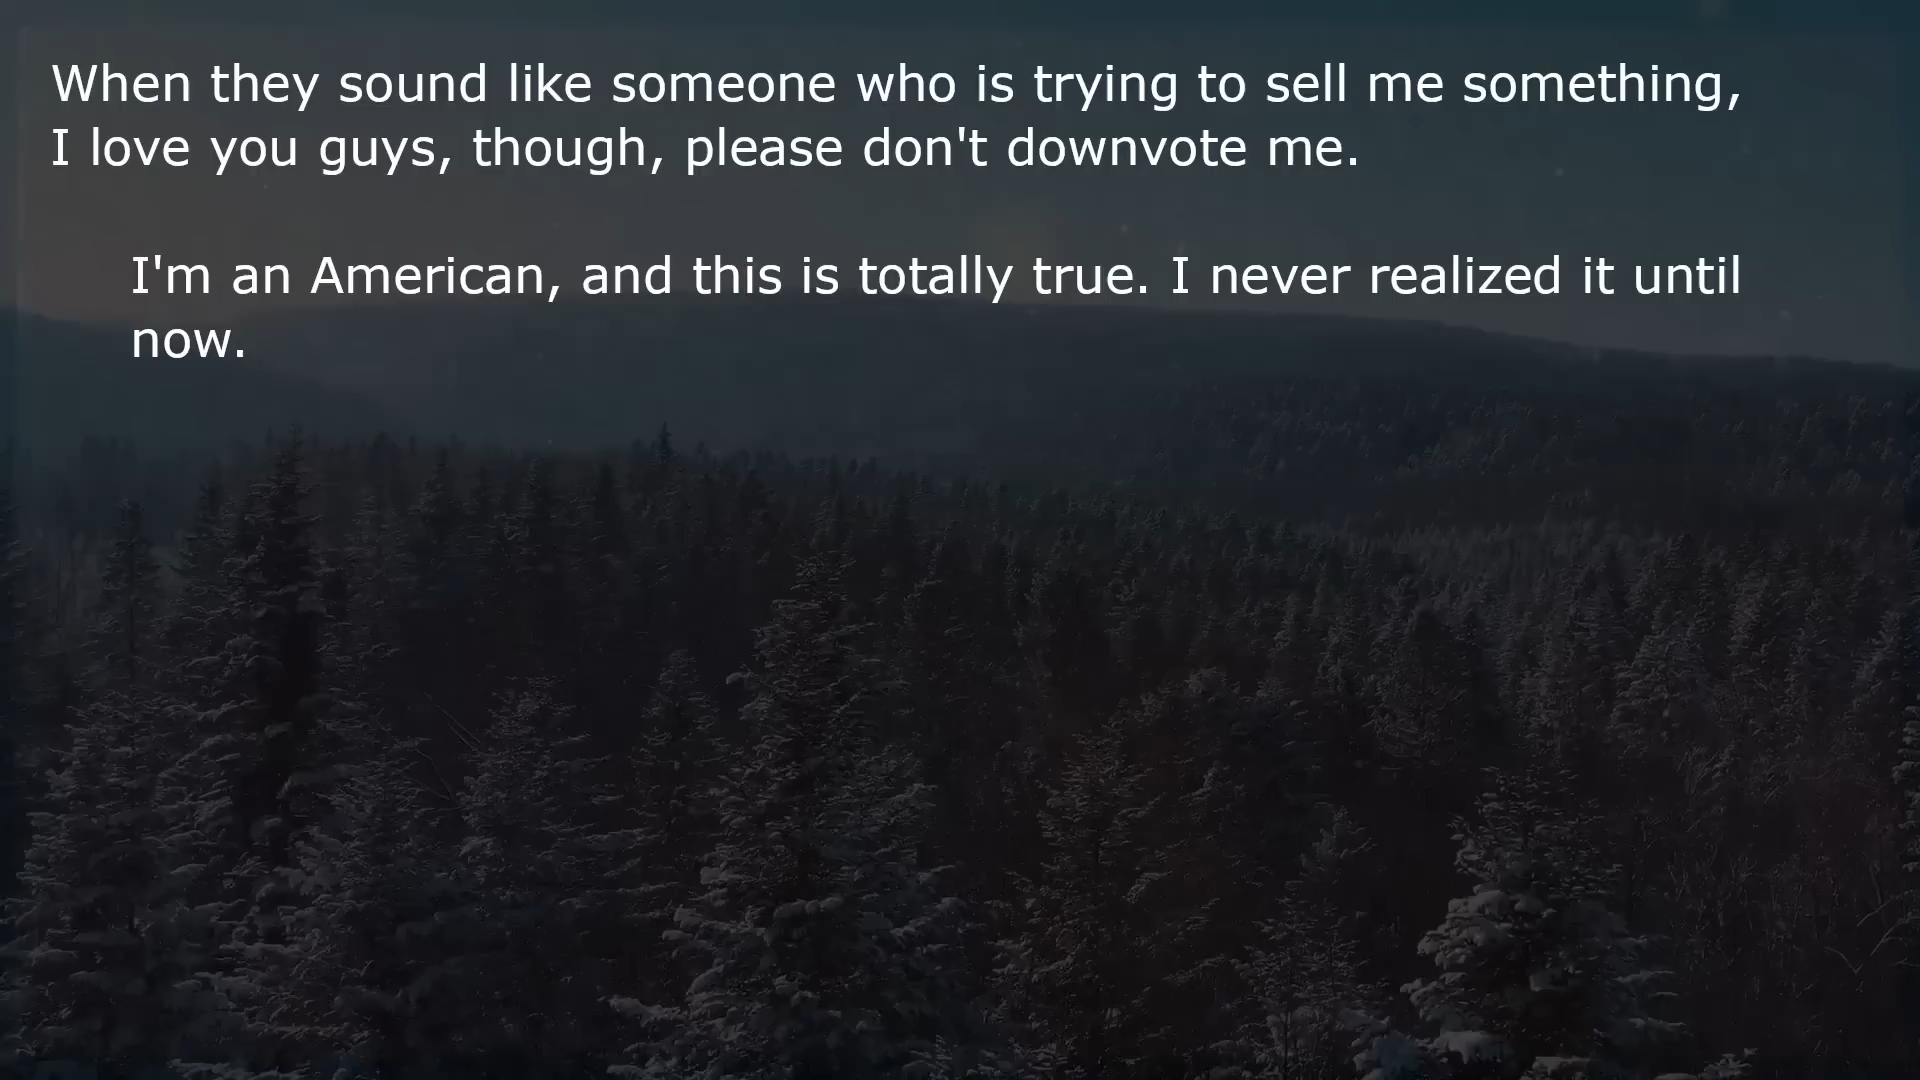 When they sound like someone who is trying to sell me something,
I love you guys, though, please don't downvote me.
I'm an American, and this is totally true. I never realized it until
now.